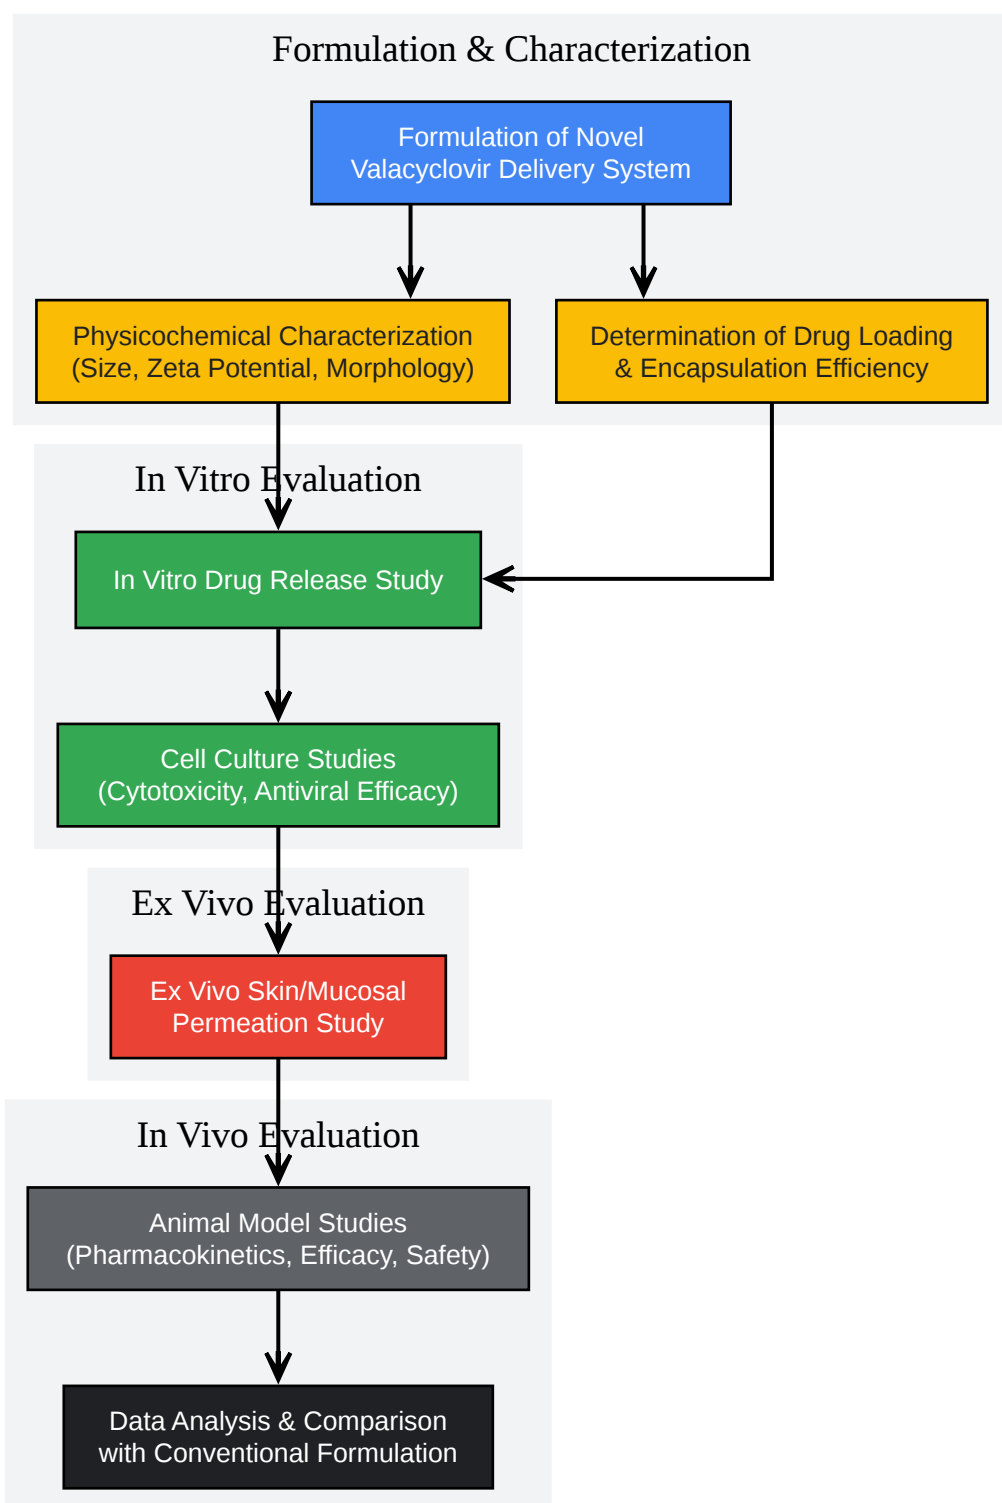 Formulation & Characterization
Formulation of Novel
Valacyclovir Delivery System
Physicochemical Characterization
(Size, Zeta Potential, Morphology)
Determination of Drug Loading
& Encapsulation Efficiency
In Vitro Evaluation
In Vitro Drug Release Study
Cell Culture Studies
(Cytotoxicity, Antiviral Efficacy)
Ex Vivo Evaluation
Ex Vivo Skin/Mucosal
Permeation Study
In Vivo Evaluation
Animal Model Studies
(Pharmacokinetics, Efficacy, Safety)
Data Analysis & Comparison
with Conventional Formulation